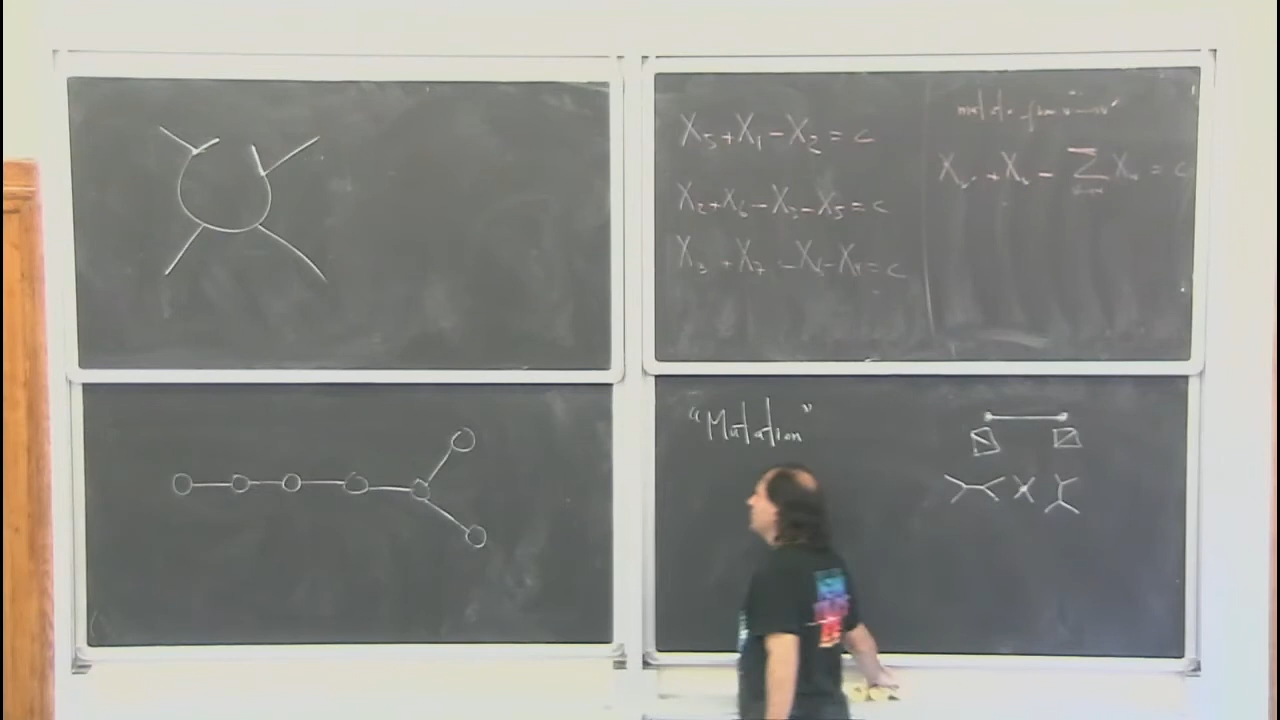 X₅+X₁-X₂=c
X₂+X₆-X₃-X₅=c
X₃+X₇-X₄-X₆=c
X + X - ∑ X = c
"Mutation"